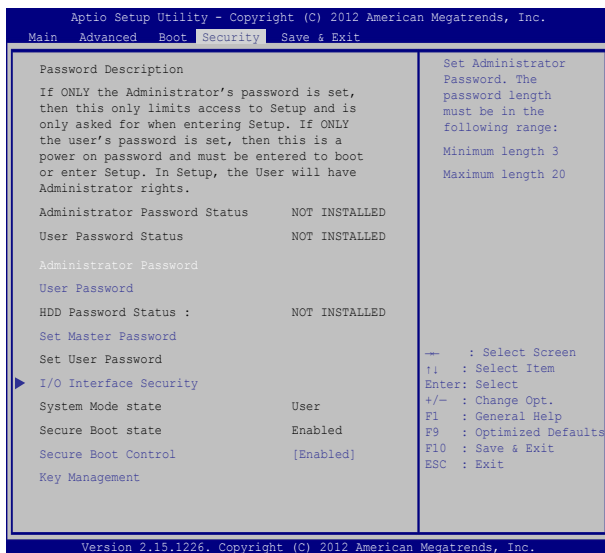 Aptio Setup Utility - Copyright (C) 2012 American Megatrends, Inc.
Main Advanced Boot Security Save & Exit
Password Description
If ONLY the Administrator's password is set,
then this only limits access to Setup and is
only asked for when entering Setup. If ONLY
the user's password is set, then this is a
power on password and must be entered to boot
or enter Setup. In Setup, the User will have
Administrator rights.
Administrator Password Status NOT INSTALLED
User Password Status NOT INSTALLED
Administrator Password
User Password
HDD Password Status : NOT INSTALLED
Set Master Password
Set User Password
I/O Interface Security
System Mode state User
Secure Boot state Enabled
Secure Boot Control [Enabled]
Key Management
Set Administrator
Password. The
password length
must be in the
following range:
Minimum length 3
Maximum length 20
→← : Select Screen
↑↓ : Select Item
Enter: Select
+/— : Change Opt.
F1 : General Help
F9 : Optimized Defaults
F10 : Save & Exit
ESC : Exit
Version 2.15.1226. Copyright (C) 2012 American Megatrends, Inc.